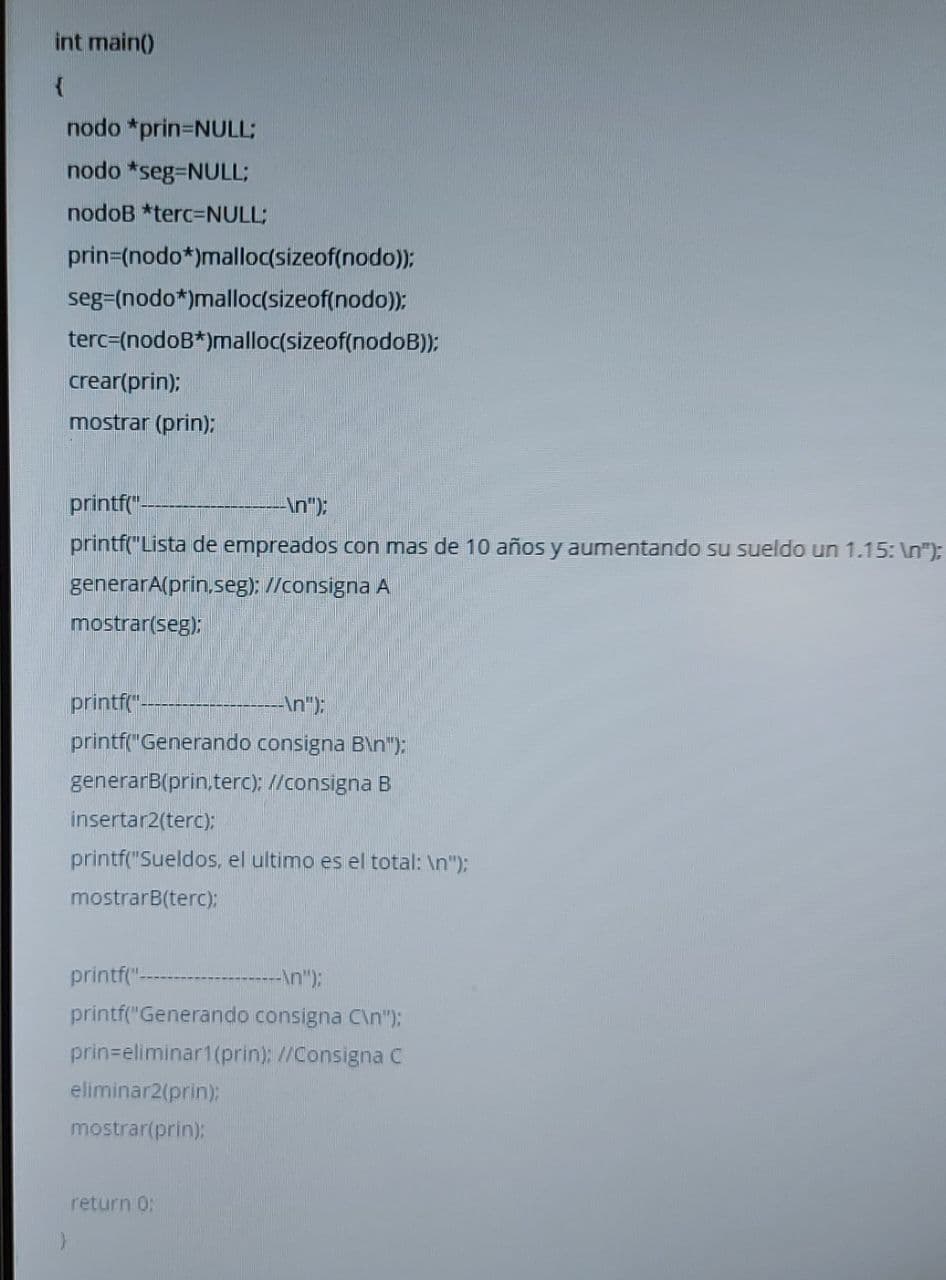 int main()
{
nodo *prin=NULL;
nodo *seg=NULL;
nodoB *terc=NULL;
prin=(nodo*)malloc(sizeof(nodo));
seg=(nodo*)malloc(sizeof(nodo));
terc=(nodoB*)malloc(sizeof(nodoB));
crear(prin);
mostrar (prin);
printf("---------------------\n");
printf("Lista de empreados con mas de 10 años y aumentando su sueldo un 1.15: \n");
generarA(prin,seg); //consigna A
mostrar(seg);
printf("---------------------\n");
printf("Generando consigna B\n");
generarB(prin,terc); //consigna B
insertar2(terc);
printf("Sueldos, el ultimo es el total: \n");
mostrarB(terc);
printf("---------------------\n");
printf("Generando consigna C\n");
prin=eliminar1(prin); //Consigna C
eliminar2(prin);
mostrar(prin);
return 0;
}